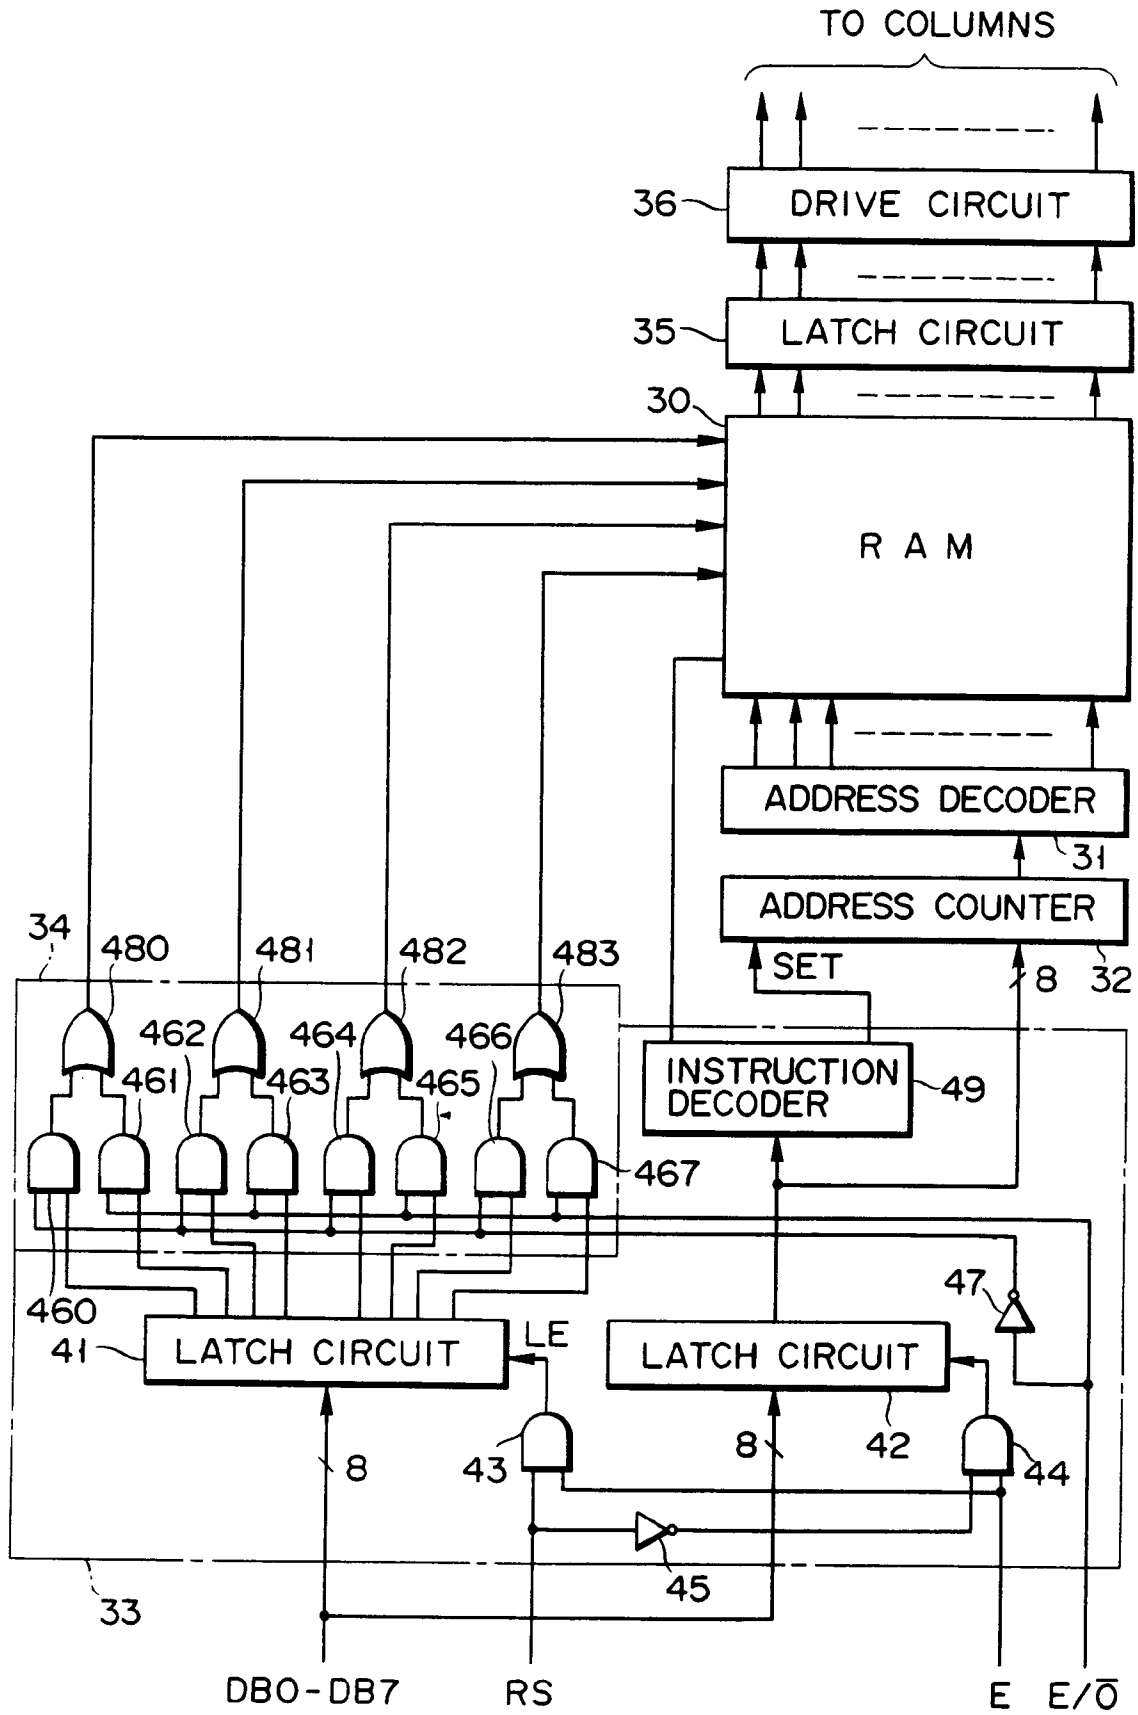 TO COLUMNS
36
DRIVE CIRCUIT
35
LATCH CIRCUIT
30
RAM
ADDRESS DECODER
31
ADDRESS COUNTER
32
SET
8
34
480
481
482
483
462
464
466
461
463
465
467
INSTRUCTION
DECODER
49
460
47
41
LATCH CIRCUIT
LE
LATCH CIRCUIT
42
8
43
8
44
45
33
DB0-DB7
RS
E
E/O̅